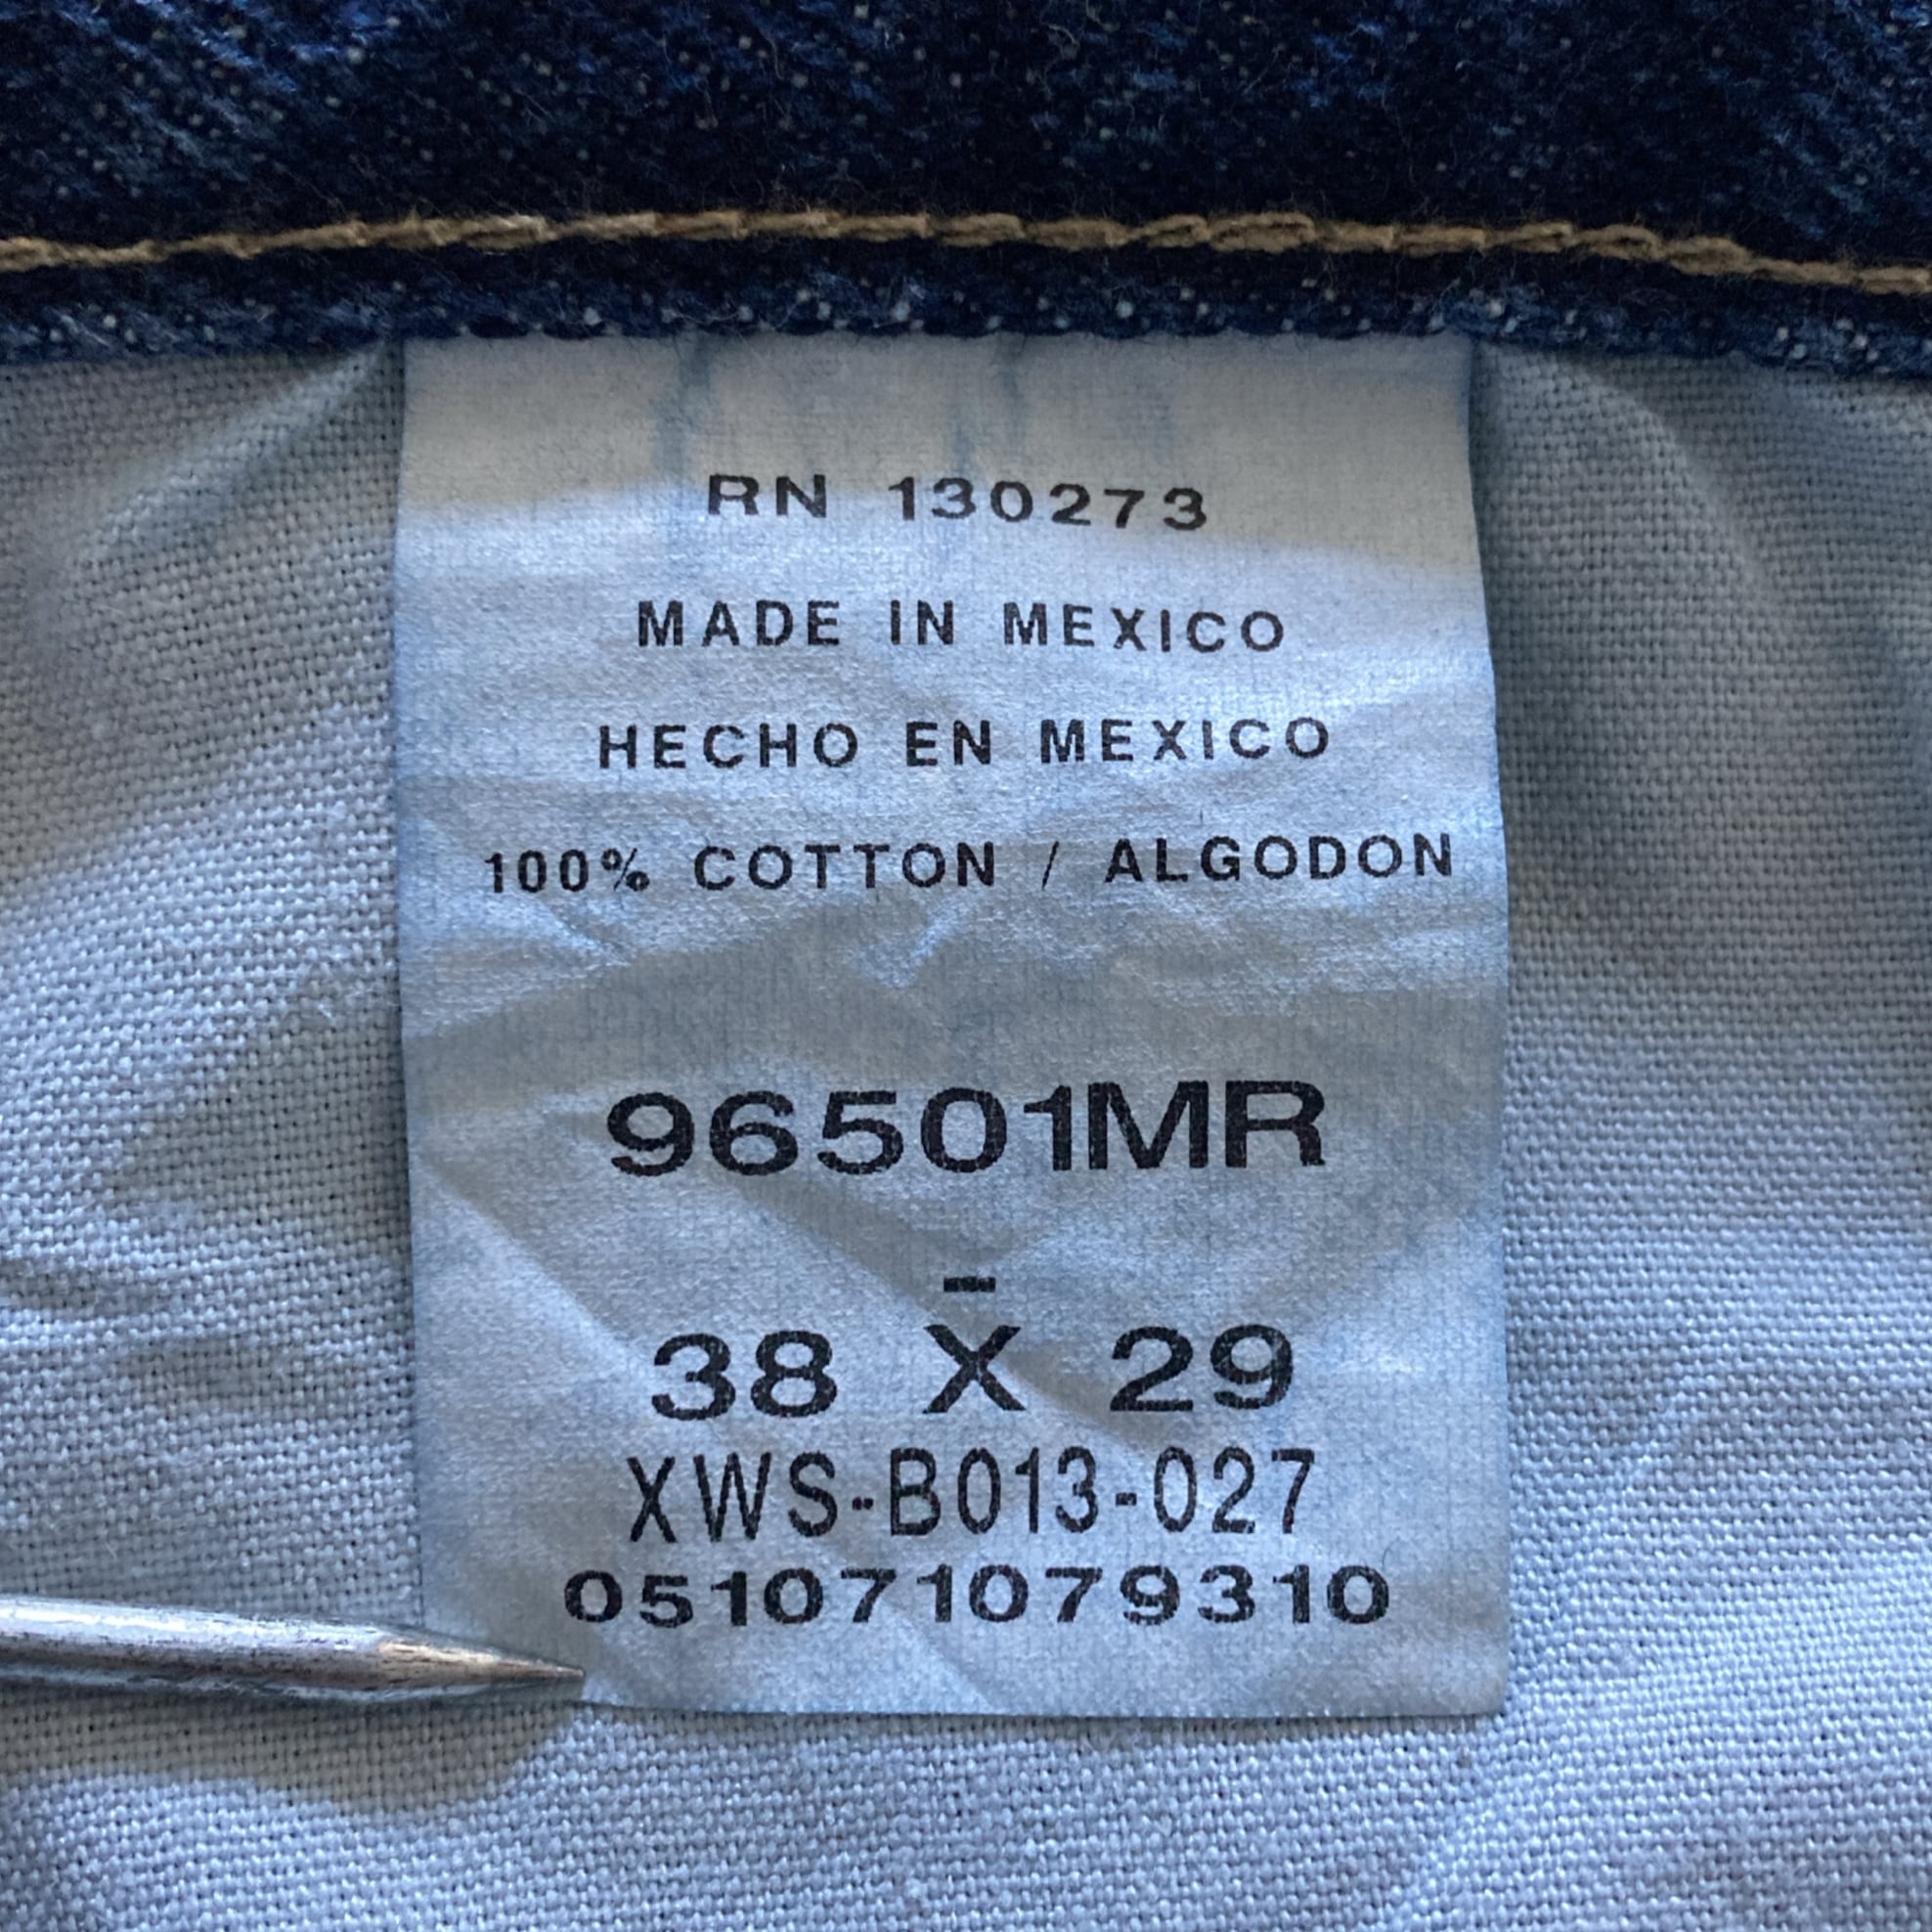 RN 130273
MADE IN MEXICO
HECHO EN MEXICO
100% COTTON / ALGODON
96501MR
-
38 X 29
XWS-B013-027
051071079310